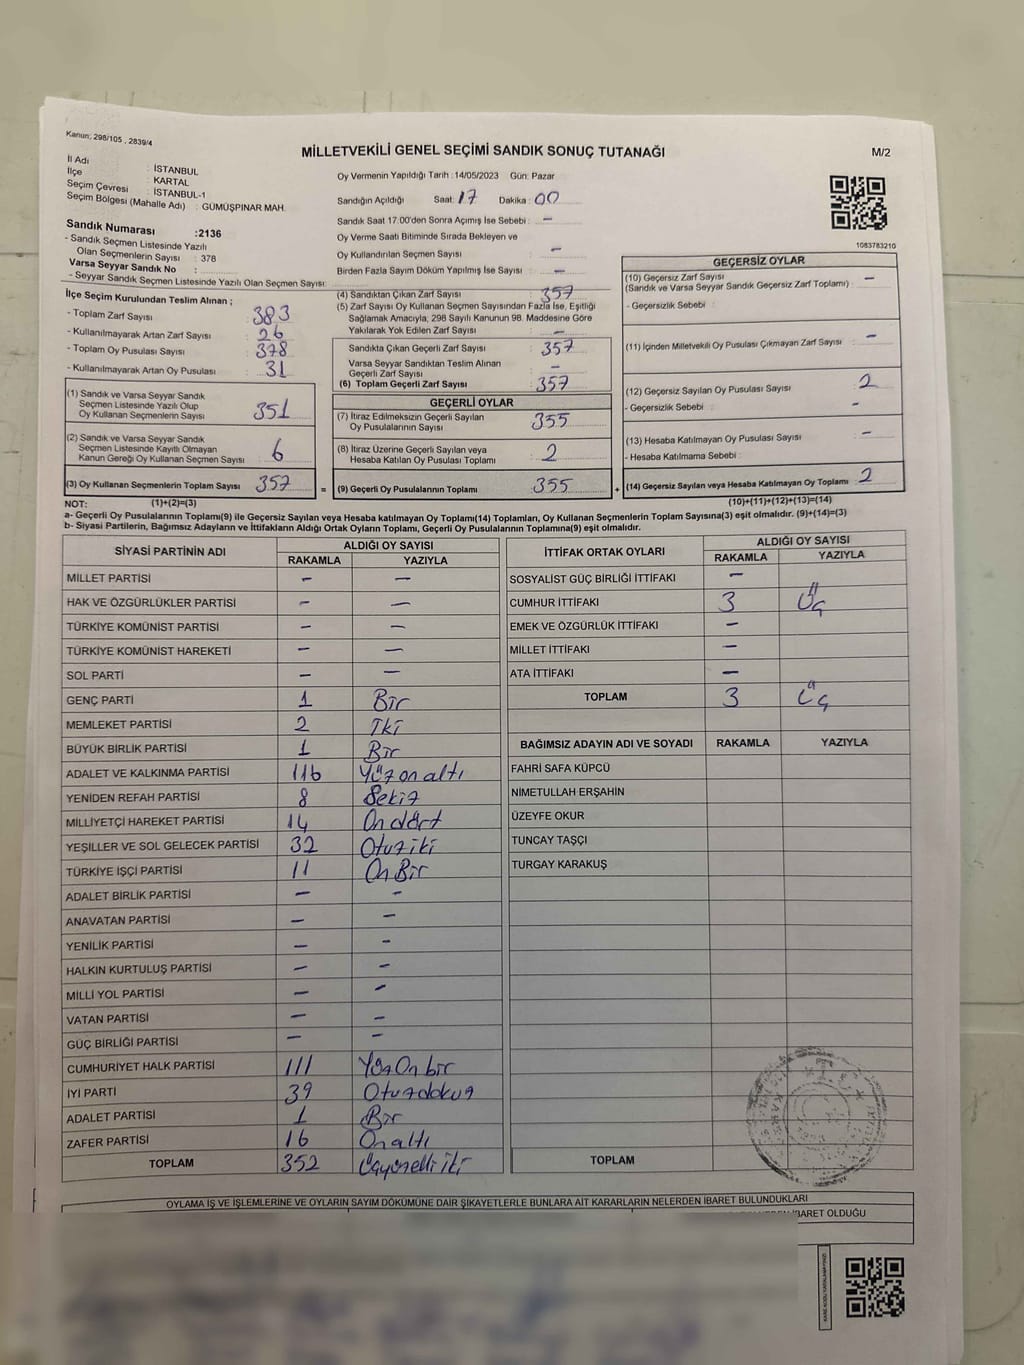 Kanun; 298/105 , 2839/4
MİLLETVEKİLİ GENEL SEÇİMİ SANDIK SONUÇ TUTANAĞI
M/2
İl Adı : İSTANBUL
İlçe : KARTAL
Seçim Çevresi : İSTANBUL-1
Seçim Bölgesi (Mahalle Adı) : GÜMÜŞPINAR MAH.
Sandık Numarası :2136
- Sandık Seçmen Listesinde Yazılı
Olan Seçmenlerin Sayısı : 378
Varsa Seyyar Sandık No :
- Seyyar Sandık Seçmen Listesinde Yazılı Olan Seçmen Sayısı:
Oy Vermenin Yapıldığı Tarih :14/05/2023 Gün: Pazar
Sandığın Açıldığı Saat: 17 Dakika : 00
Sandık Saat 17.00'den Sonra Açımış İse Sebebi : –
Oy Verme Saati Bitiminde Sırada Bekleyen ve
Oy Kullandırılan Seçmen Sayısı : –
Birden Fazla Sayım Döküm Yapılmış İse Sayısı : –
1083783210
İlçe Seçim Kurulundan Teslim Alınan ;
- Toplam Zarf Sayısı : 383
- Kullanılmayarak Artan Zarf Sayısı : 26
- Toplam Oy Pusulası Sayısı : 378
- Kullanılmayarak Artan Oy Pusulası : 31
(1) Sandık ve Varsa Seyyar Sandık
Seçmen Listesinde Yazılı Olup
Oy Kullanan Seçmenlerin Sayısı : 351
(2) Sandık ve Varsa Seyyar Sandık
Seçmen Listesinde Kayıtlı Olmayan
Kanun Gereği Oy Kullanan Seçmen Sayısı : 6
(3) Oy Kullanan Seçmenlerin Toplam Sayısı : 357
(4) Sandıktan Çıkan Zarf Sayısı : 357
(5) Zarf Sayısı Oy Kullanan Seçmen Sayısından Fazla İse, Eşitliği
Sağlamak Amacıyla, 298 Sayılı Kanunun 98. Maddesine Göre
Yakılarak Yok Edilen Zarf Sayısı : –
Sandıkta Çıkan Geçerli Zarf Sayısı : 357
Varsa Seyyar Sandıktan Teslim Alınan
Geçerli Zarf Sayısı : –
(6) Toplam Geçerli Zarf Sayısı : 357
GEÇERLİ OYLAR
(7) İtiraz Edilmeksizin Geçerli Sayılan
Oy Pusulalarının Sayısı : 355
(8) İtiraz Üzerine Geçerli Sayılan veya
Hesaba Katılan Oy Pusulası Toplamı : 2
= (9) Geçerli Oy Pusulalarının Toplamı : 355
GEÇERSİZ OYLAR
(10) Geçersiz Zarf Sayısı : –
(Sandık ve Varsa Seyyar Sandık Geçersiz Zarf Toplamı)
- Geçersizlik Sebebi :
(11) İçinden Milletvekili Oy Pusulası Çıkmayan Zarf Sayısı : –
(12) Geçersiz Sayılan Oy Pusulası Sayısı : 2
- Geçersizlik Sebebi : –
(13) Hesaba Katılmayan Oy Pusulası Sayısı : –
- Hesaba Katılmama Sebebi :
+ (14) Geçersiz Sayılan veya Hesaba Katılmayan Oy Toplamı : 2
NOT: (1)+(2)=(3)
(10)+(11)+(12)+(13)=(14)
a- Geçerli Oy Pusulalarının Toplamı(9) ile Geçersiz Sayılan veya Hesaba katılmayan Oy Toplamı(14) Toplamları, Oy Kullanan Seçmenlerin Toplam Sayısına(3) eşit olmalıdır. (9)+(14)=(3)
b- Siyasi Partilerin, Bağımsız Adayların ve İttifakların Aldığı Ortak Oyların Toplamı, Geçerli Oy Pusulalarının Toplamına(9) eşit olmalıdır.
SİYASİ PARTİNİN ADI ALDIĞI OY SAYISI
RAKAMLA YAZIYLA
MİLLET PARTİSİ – –
HAK VE ÖZGÜRLÜKLER PARTİSİ – –
TÜRKİYE KOMÜNİST PARTİSİ – –
TÜRKİYE KOMÜNİST HAREKETİ – –
SOL PARTİ – –
GENÇ PARTİ 1 Bir
MEMLEKET PARTİSİ 2 İki
BÜYÜK BİRLİK PARTİSİ 1 Bir
ADALET VE KALKINMA PARTİSİ 116 Yüz on altı
YENİDEN REFAH PARTİSİ 8 Sekiz
MİLLİYETÇİ HAREKET PARTİSİ 14 On dört
YEŞİLLER VE SOL GELECEK PARTİSİ 32 Otuz iki
TÜRKİYE İŞÇİ PARTİSİ 11 On Bir
ADALET BİRLİK PARTİSİ – –
ANAVATAN PARTİSİ – –
YENİLİK PARTİSİ – –
HALKIN KURTULUŞ PARTİSİ – –
MİLLİ YOL PARTİSİ – –
VATAN PARTİSİ – –
GÜÇ BİRLİĞİ PARTİSİ – –
CUMHURİYET HALK PARTİSİ 111 Yüz On bir
İYİ PARTİ 39 Otuz dokuz
ADALET PARTİSİ 1 Bir
ZAFER PARTİSİ 16 On altı
TOPLAM 352 Üçyüzelli iki
İTTİFAK ORTAK OYLARI ALDIĞI OY SAYISI
RAKAMLA YAZIYLA
SOSYALİST GÜÇ BİRLİĞİ İTTİFAKI –
CUMHUR İTTİFAKI 3 Üç
EMEK VE ÖZGÜRLÜK İTTİFAKI –
MİLLET İTTİFAKI –
ATA İTTİFAKI –
TOPLAM 3 Üç
BAĞIMSIZ ADAYIN ADI VE SOYADI RAKAMLA YAZIYLA
FAHRİ SAFA KÜPCÜ
NİMETULLAH ERŞAHİN
ÜZEYFE OKUR
TUNCAY TAŞÇI
TURGAY KARAKUŞ
TOPLAM
OYLAMA İŞ VE İŞLEMLERİNE VE OYLARIN SAYIM DÖKÜMÜNE DAİR ŞİKAYETLERLE BUNLARA AİT KARARLARIN NELERDEN İBARET BULUNDUKLARI
İBARET OLDUĞU